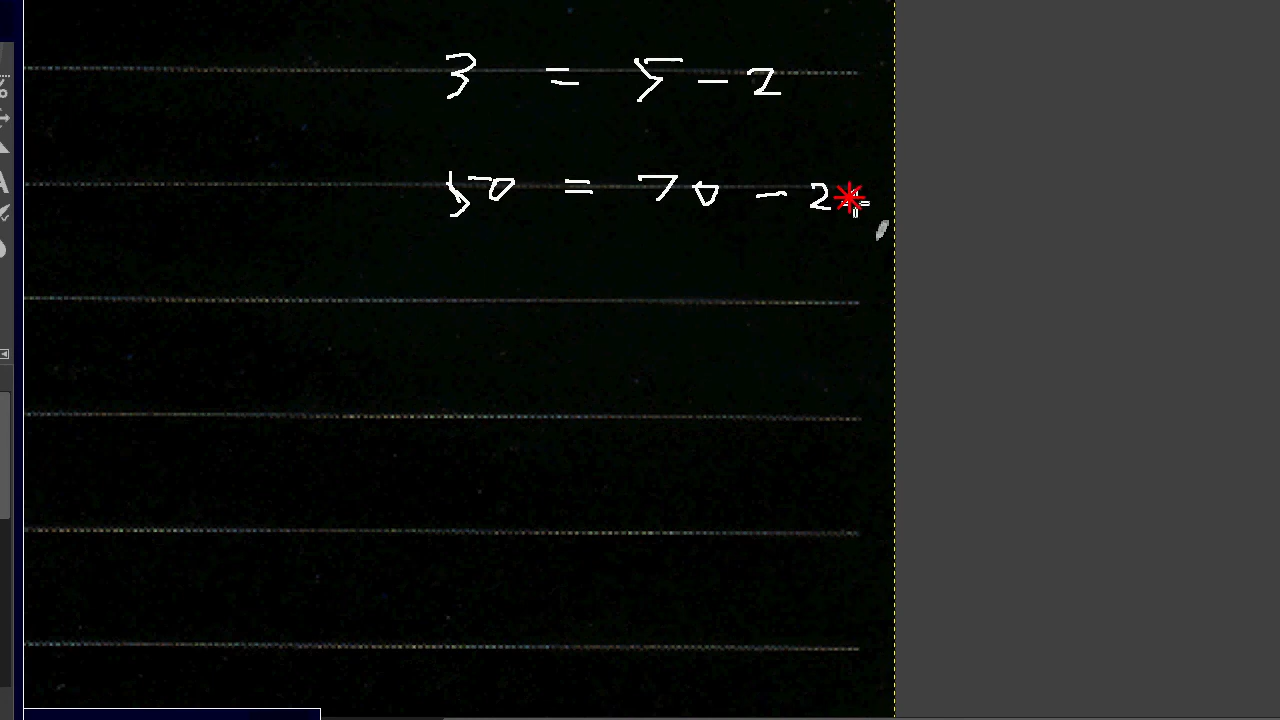 3 = 5 - 2
50 = 70 - 2